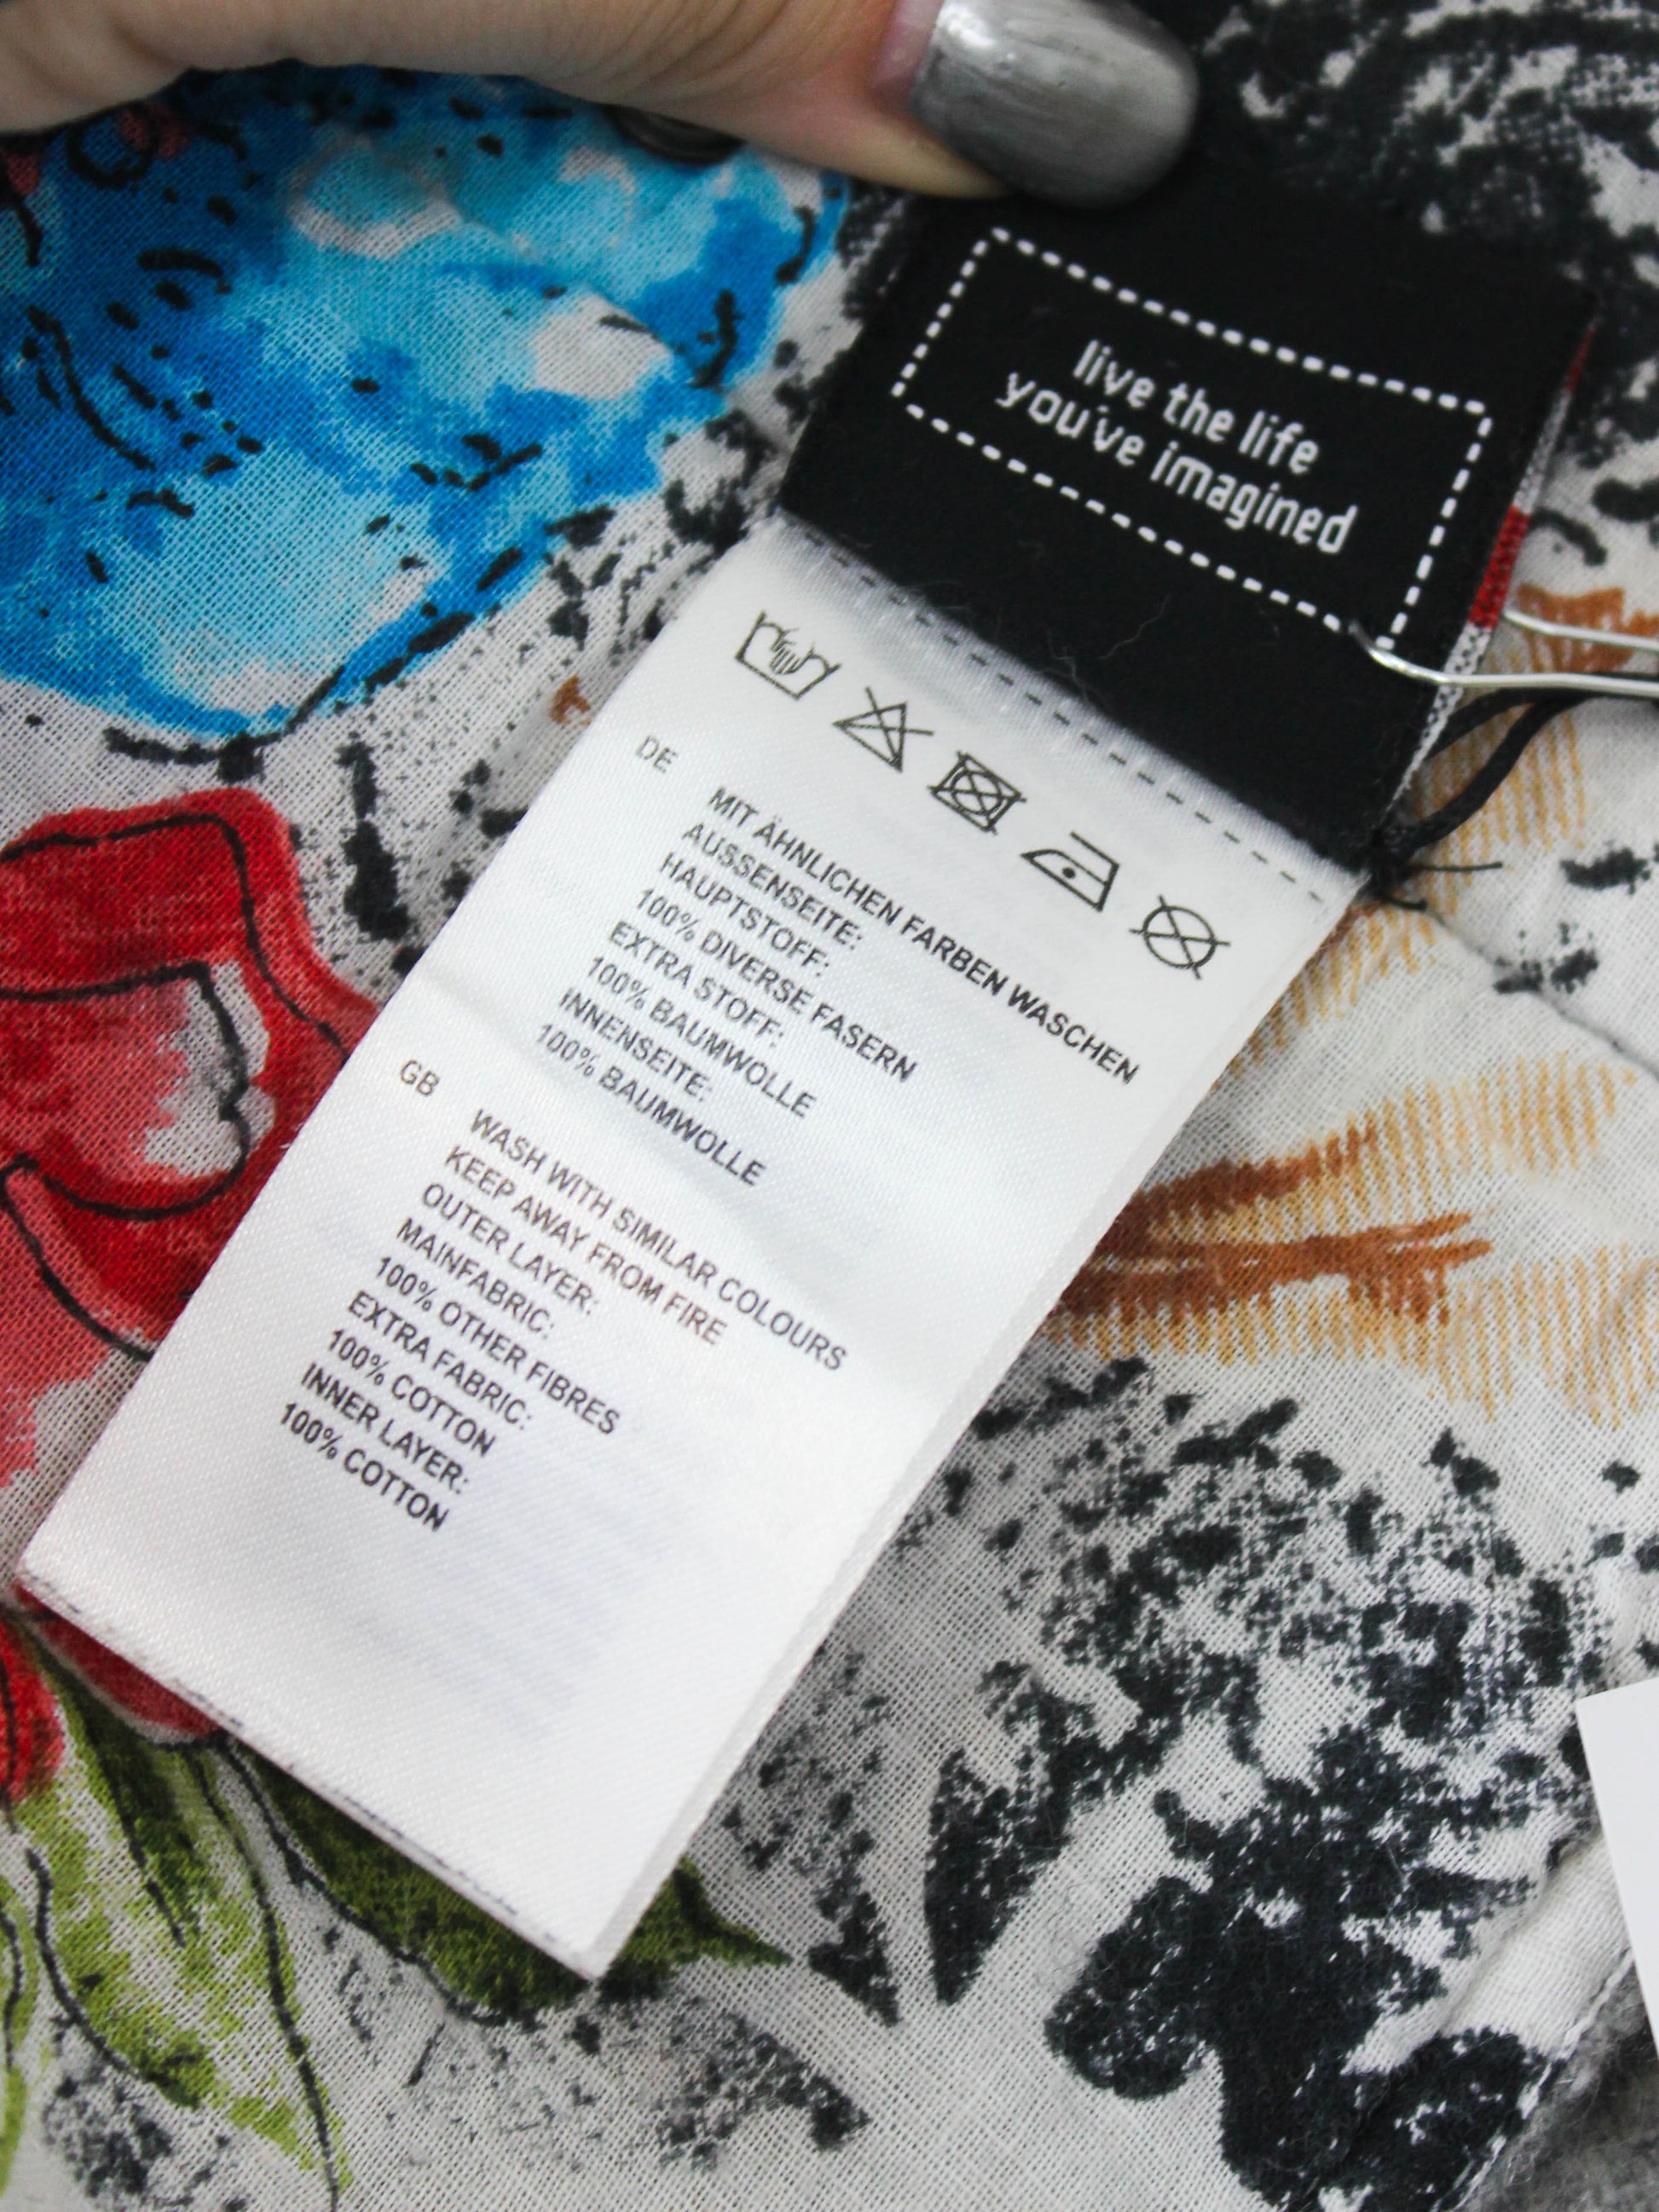 live the life
you've imagined
DE
MIT ÄHNLICHEN FARBEN WASCHEN
AUSSENSEITE:
HAUPTSTOFF:
100% DIVERSE FASERN
EXTRA STOFF:
100% BAUMWOLLE
INNENSEITE:
100% BAUMWOLLE
GB
WASH WITH SIMILAR COLOURS
KEEP AWAY FROM FIRE
OUTER LAYER:
MAINFABRIC:
100% OTHER FIBRES
EXTRA FABRIC:
100% COTTON
INNER LAYER:
100% COTTON